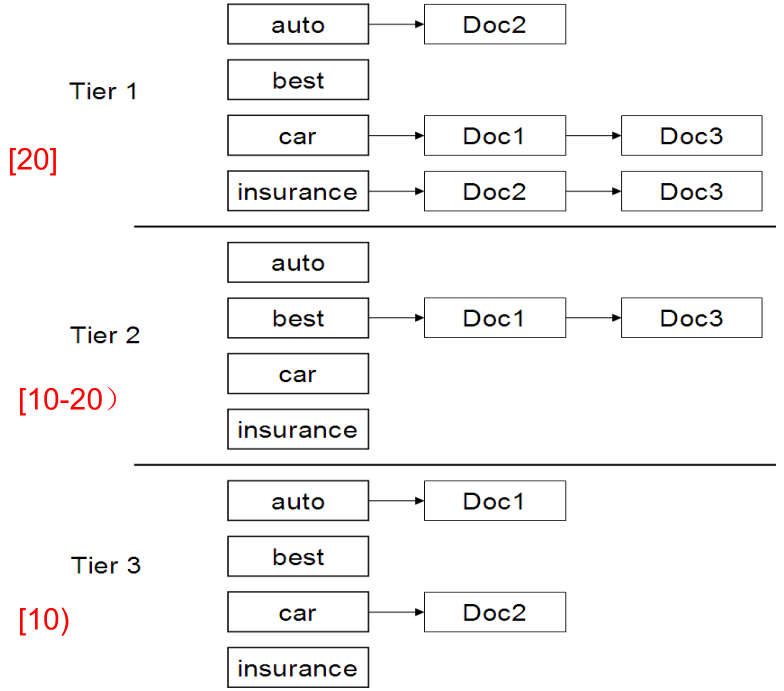 auto Doc2
Tier 1
best
car Doc1 Doc3
[20]
insurance Doc2 Doc3
auto
best Doc1 Doc3
Tier 2
car
[10-20）
insurance
auto Doc1
best
Tier 3
car Doc2
[10)
insurance